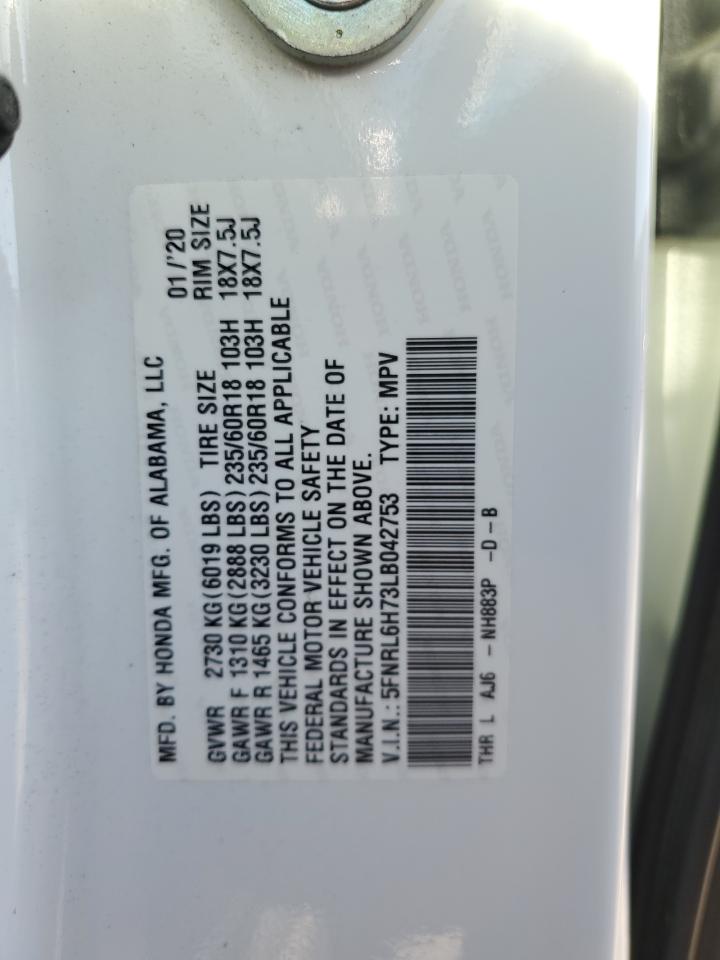 MFD. BY HONDA MFG. OF ALABAMA, LLC 01/'20
GVWR 2730 KG(6019 LBS) TIRE SIZE RIM SIZE
GAWR F 1310 KG(2888 LBS)235/60R18 103H 18X7.5J
GAWR R 1465 KG(3230 LBS)235/60R18 103H 18X7.5J
THIS VEHICLE CONFORMS TO ALL APPLICABLE
FEDERAL MOTOR VEHICLE SAFETY
STANDARDS IN EFFECT ON THE DATE OF
MANUFACTURE SHOWN ABOVE.
V.I.N.:5FNRL6H73LB042753 TYPE: MPV
THR L AJ6 -NH883P -D-B